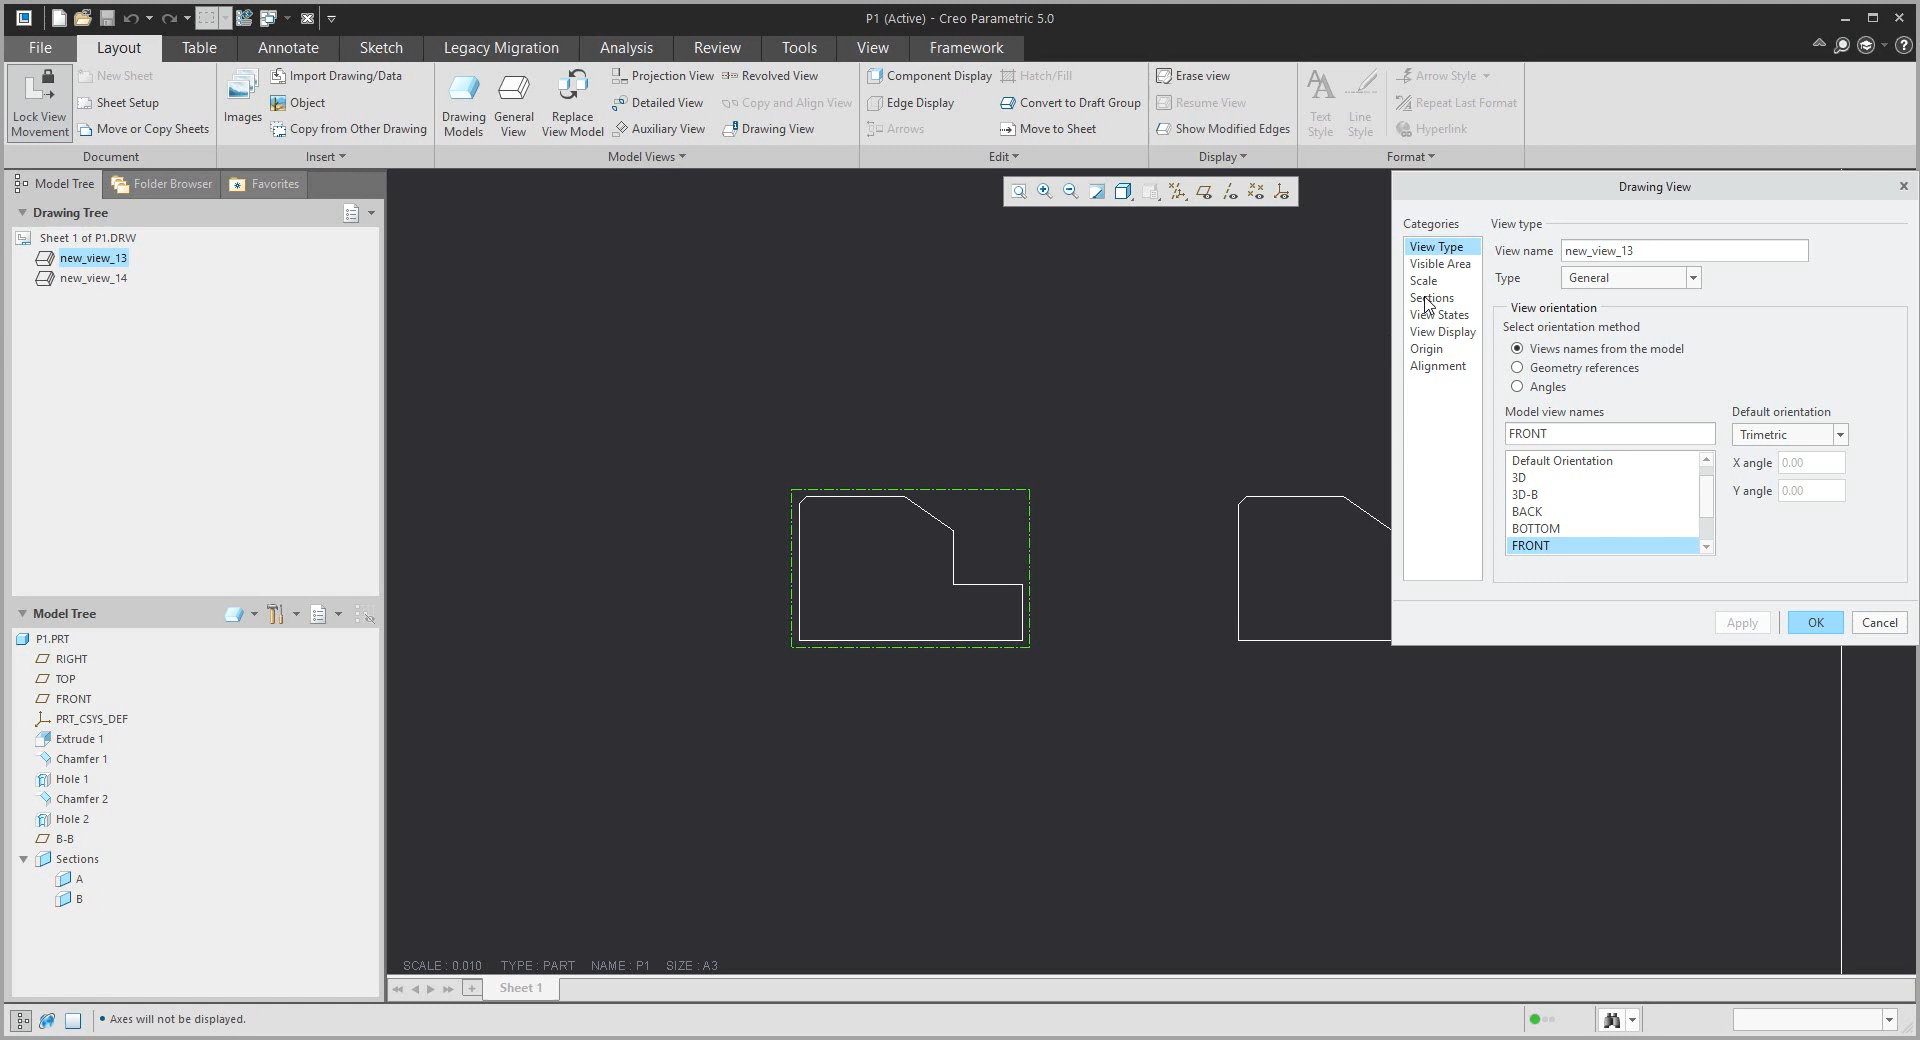 P1 (Active) - Creo Parametric 5.0
File Layout Table Annotate Sketch Legacy Migration Analysis Review Tools View Framework
Lock View Movement
New Sheet
Sheet Setup
Move or Copy Sheets
Document
Images
Import Drawing/Data
Object
Copy from Other Drawing
Insert
Drawing Models
General View
Replace View Model
Projection View
Detailed View
Auxiliary View
Revolved View
Copy and Align View
Drawing View
Model Views
Component Display
Edge Display
Arrows
Hatch/Fill
Convert to Draft Group
Move to Sheet
Edit
Erase view
Resume View
Show Modified Edges
Display
Text Style
Line Style
Arrow Style
Repeat Last Format
Hyperlink
Format
Model Tree Folder Browser Favorites
Drawing Tree
Sheet 1 of P1.DRW
new_view_13
new_view_14
Model Tree
P1.PRT
RIGHT
TOP
FRONT
PRT_CSYS_DEF
Extrude 1
Chamfer 1
Hole 1
Chamfer 2
Hole 2
B-B
Sections
A
B
SCALE : 0.010 TYPE : PART NAME : P1 SIZE : A3
Sheet 1
Axes will not be displayed.
Drawing View
Categories
View Type
Visible Area
Scale
Sections
View States
View Display
Origin
Alignment
View type
View name new_view_13
Type General
View orientation
Select orientation method
Views names from the model
Geometry references
Angles
Model view names
FRONT
Default Orientation
3D
3D-B
BACK
BOTTOM
FRONT
Default orientation
Trimetric
X angle 0.00
Y angle 0.00
Apply OK Cancel